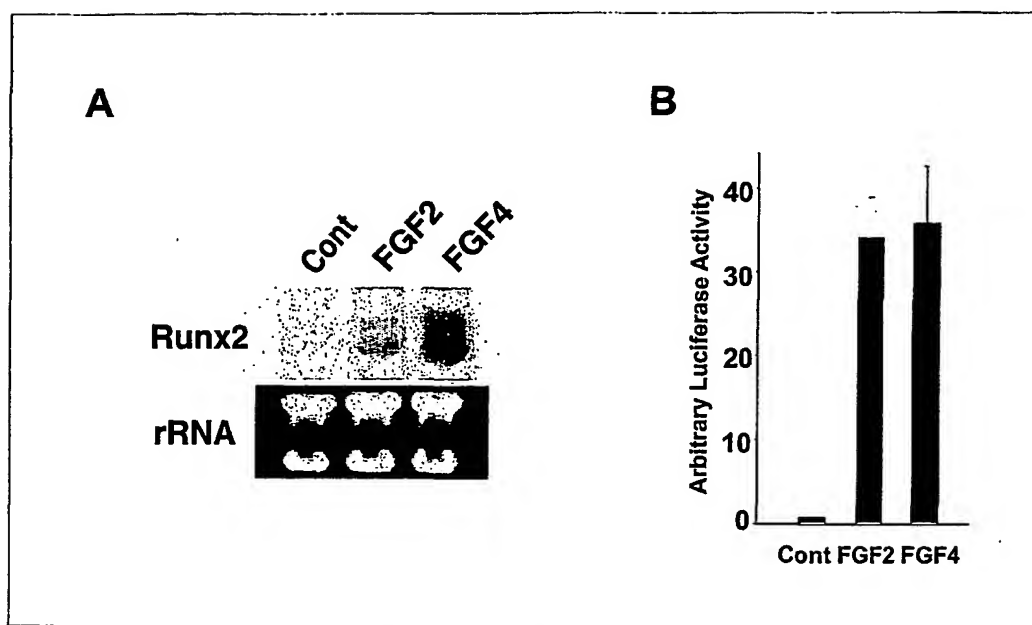 A
Cont
FGF2
FGF4
Runx2
rRNA
B
Arbitrary Luciferase Activity
40
30
20
10
0
Cont FGF2 FGF4